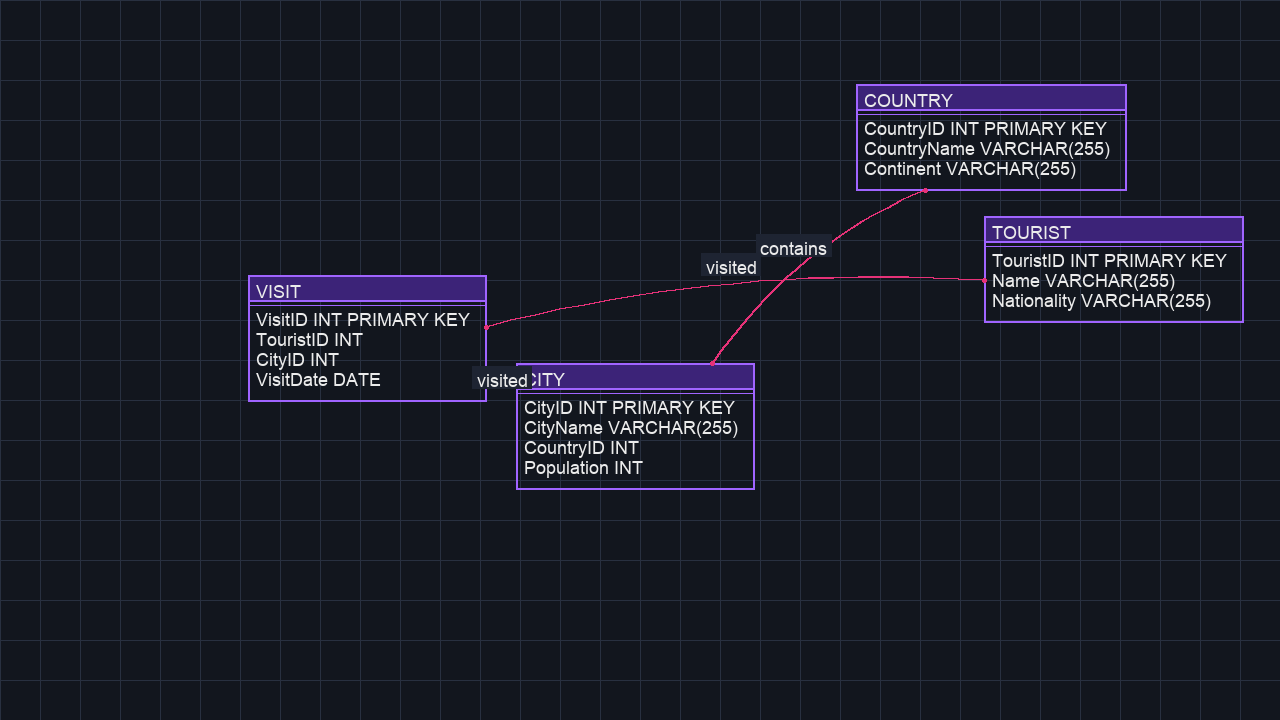 COUNTRY
CountryID INT PRIMARY KEY
CountryName VARCHAR(255)
Continent VARCHAR(255)
TOURIST
TouristID INT PRIMARY KEY
Name VARCHAR(255)
Nationality VARCHAR(255)
contains
visited
VISIT
VisitID INT PRIMARY KEY
TouristID INT
CityID INT
VisitDate DATE
visited
CITY
CityID INT PRIMARY KEY
CityName VARCHAR(255)
CountryID INT
Population INT